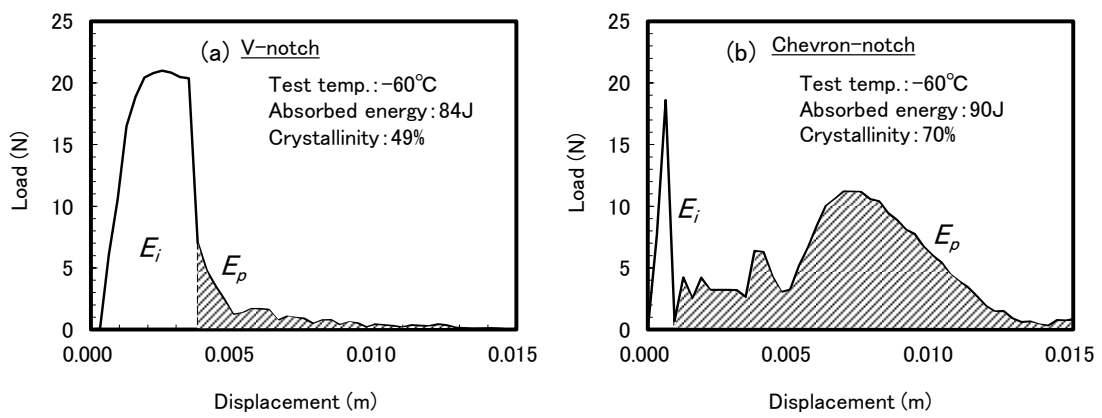 25
20
15
10
5
0
Load (N)
(a) V-notch
Test temp.:-60℃
Absorbed energy:84J
Crystallinity:49%
Ei
Ep
0.000 0.005 0.010 0.015
Displacement (m)
25
20
15
10
5
0
Load (N)
(b) Chevron-notch
Test temp.:-60℃
Absorbed energy:90J
Crystallinity:70%
Ei
Ep
0.000 0.005 0.010 0.015
Displacement (m)